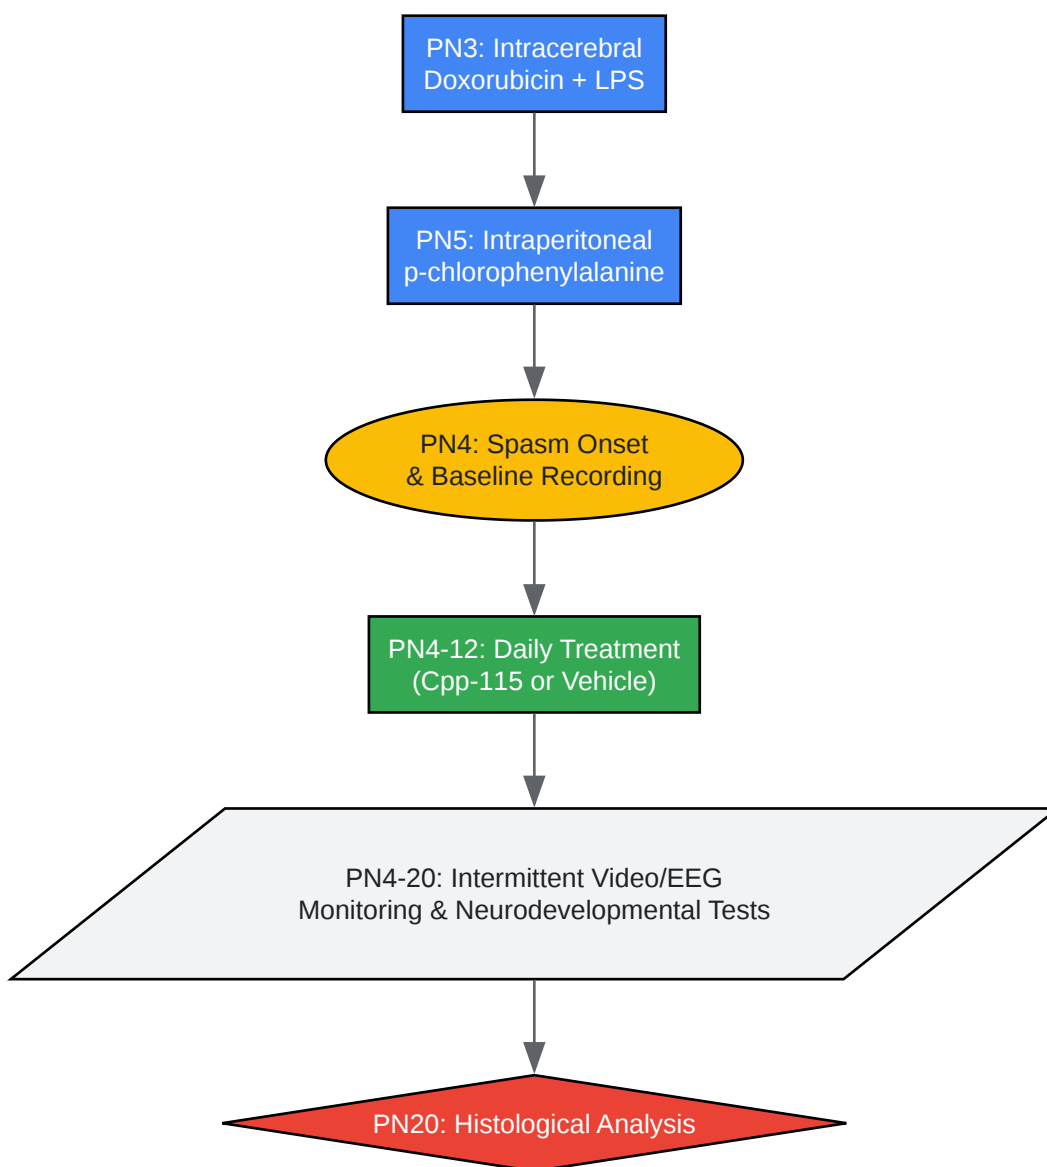 PN3: Intracerebral
Doxorubicin + LPS
PN5: Intraperitoneal
p-chlorophenylalanine
PN4: Spasm Onset
& Baseline Recording
PN4-12: Daily Treatment
(Cpp-115 or Vehicle)
PN4-20: Intermittent Video/EEG
Monitoring & Neurodevelopmental Tests
PN20: Histological Analysis